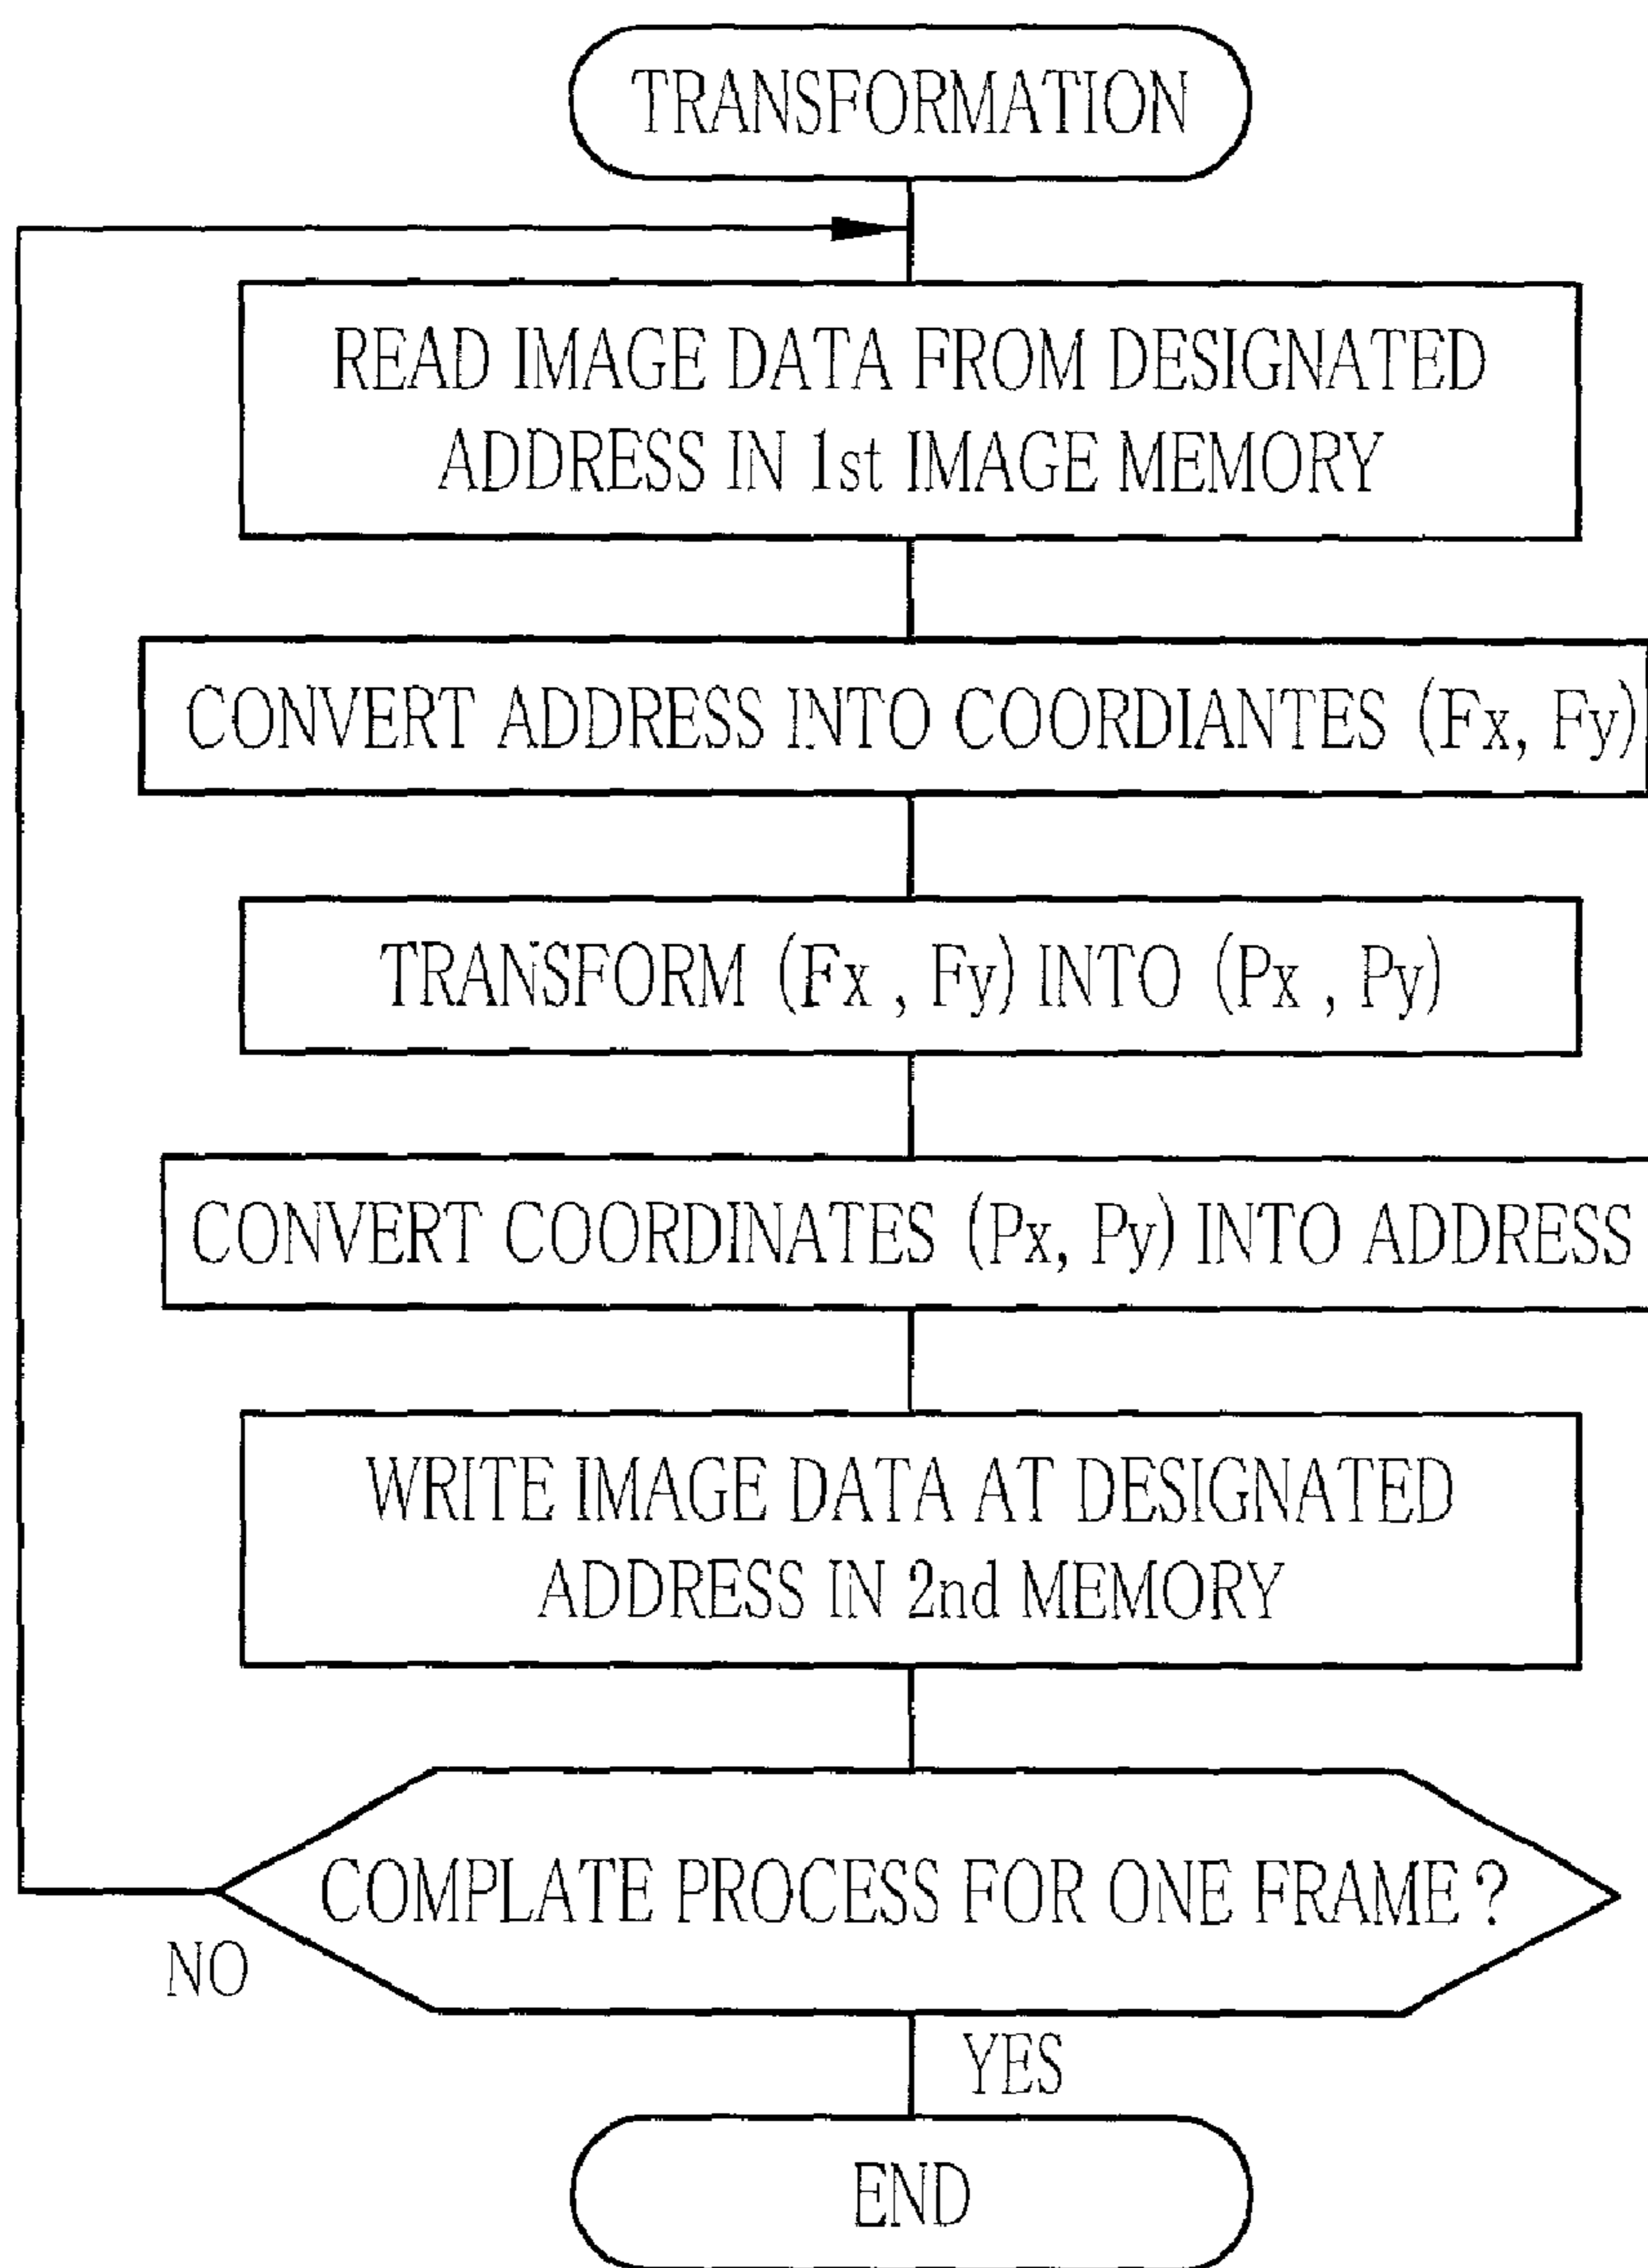 TRANSFORMATION
READ IMAGE DATA FROM DESIGNATED
ADDRESS IN 1st IMAGE MEMORY
CONVERT ADDRESS INTO COORDIANTES (Fx, Fy)
TRANSFORM (Fx , Fy) INTO (Px , Py)
CONVERT COORDINATES (Px, Py) INTO ADDRESS
WRITE IMAGE DATA AT DESIGNATED
ADDRESS IN 2nd MEMORY
COMPLATE PROCESS FOR ONE FRAME ?
NO
YES
END